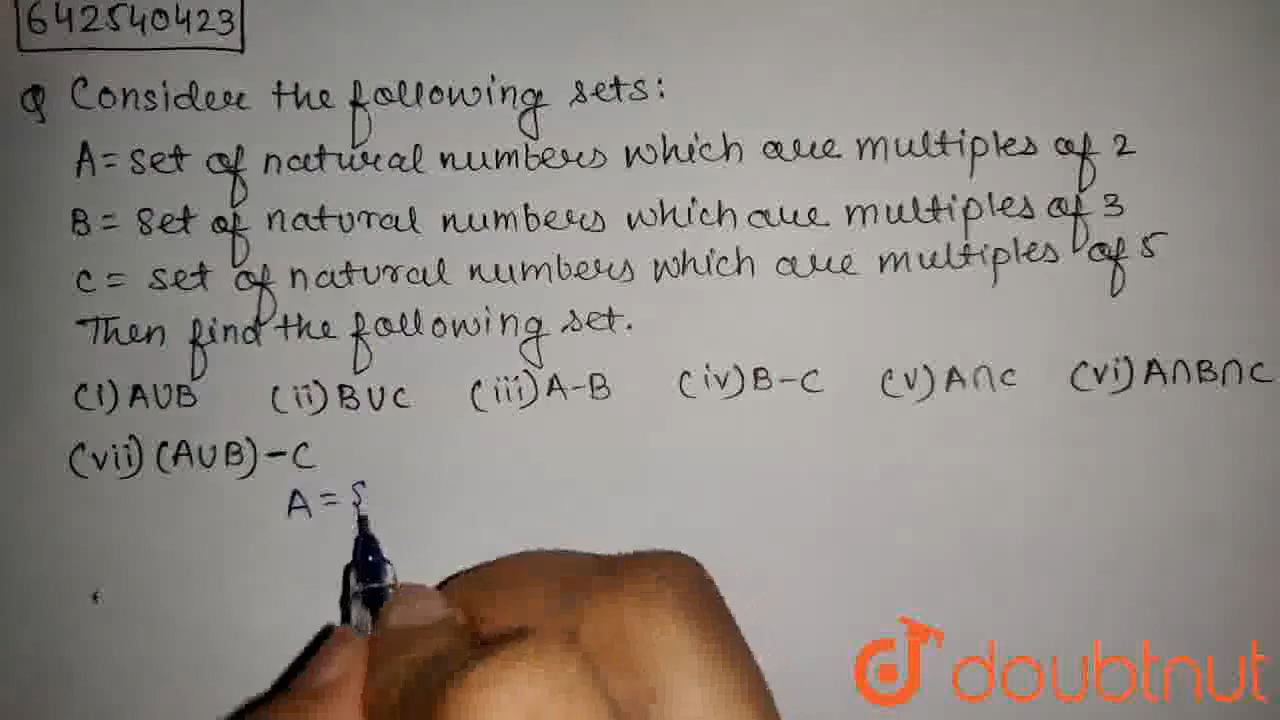 642540423
Q Consider the following sets:
A = set of natural numbers which are multiples of 2
B = set of natural numbers which are multiples of 3
C = set of natural numbers which are multiples of 5
Then find the following set.
(i) A∪B (ii) B∪C (iii) A-B (iv) B-C (v) A∩C (vi) A∩B∩C
(vii) (A∪B)-C
A =
doubtnut